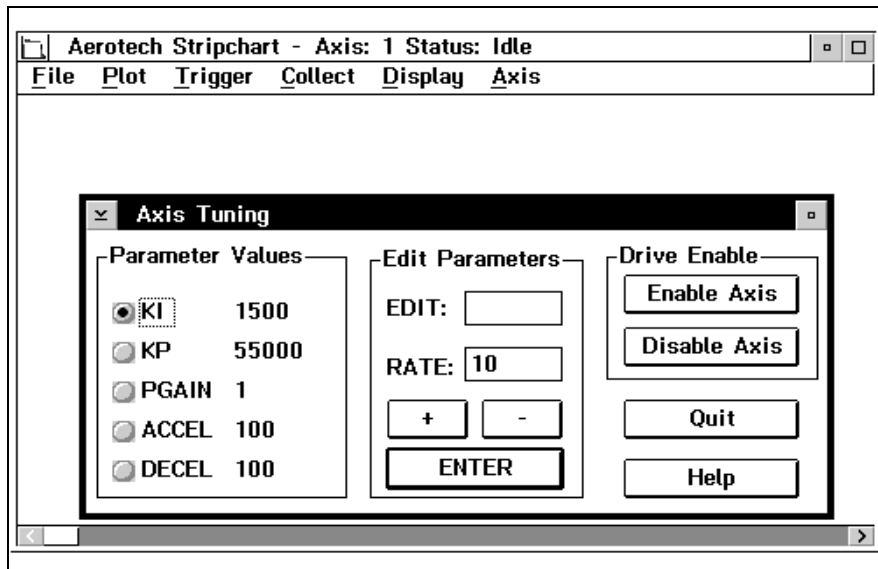 Aerotech Stripchart - Axis: 1 Status: Idle
File Plot Trigger Collect Display Axis
Axis Tuning
Parameter Values
KI 1500
KP 55000
PGAIN 1
ACCEL 100
DECEL 100
Edit Parameters
EDIT:
RATE: 10
+ -
ENTER
Drive Enable
Enable Axis
Disable Axis
Quit
Help